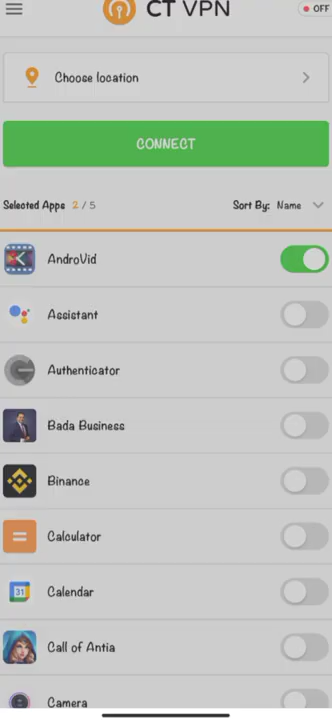 CT VPN
OFF
Choose location
CONNECT
Selected Apps 2 / 5
Sort By: Name
AndroVid
Assistant
Authenticator
Bada Business
Binance
Calculator
31
Calendar
Call of Antia
Camera